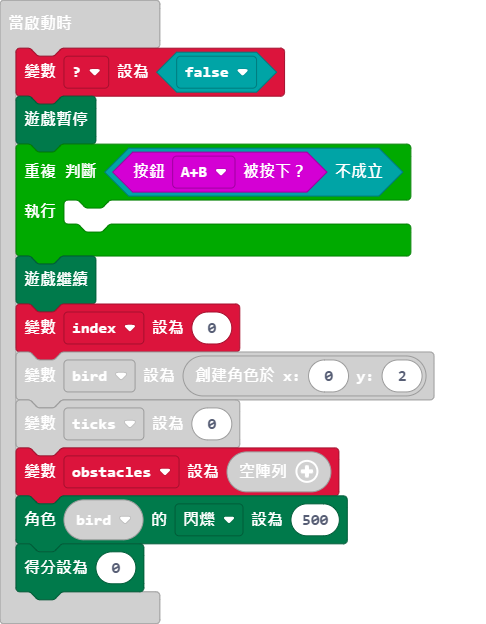 當啟動時
變數 ? 設為 false
遊戲暫停
重複 判斷 按鈕 A+B 被按下？ 不成立
執行
遊戲繼續
變數 index 設為 0
變數 bird 設為 創建角色於 x: 0 y: 2
變數 ticks 設為 0
變數 obstacles 設為 空陣列
角色 bird 的 閃爍 設為 500
得分設為 0